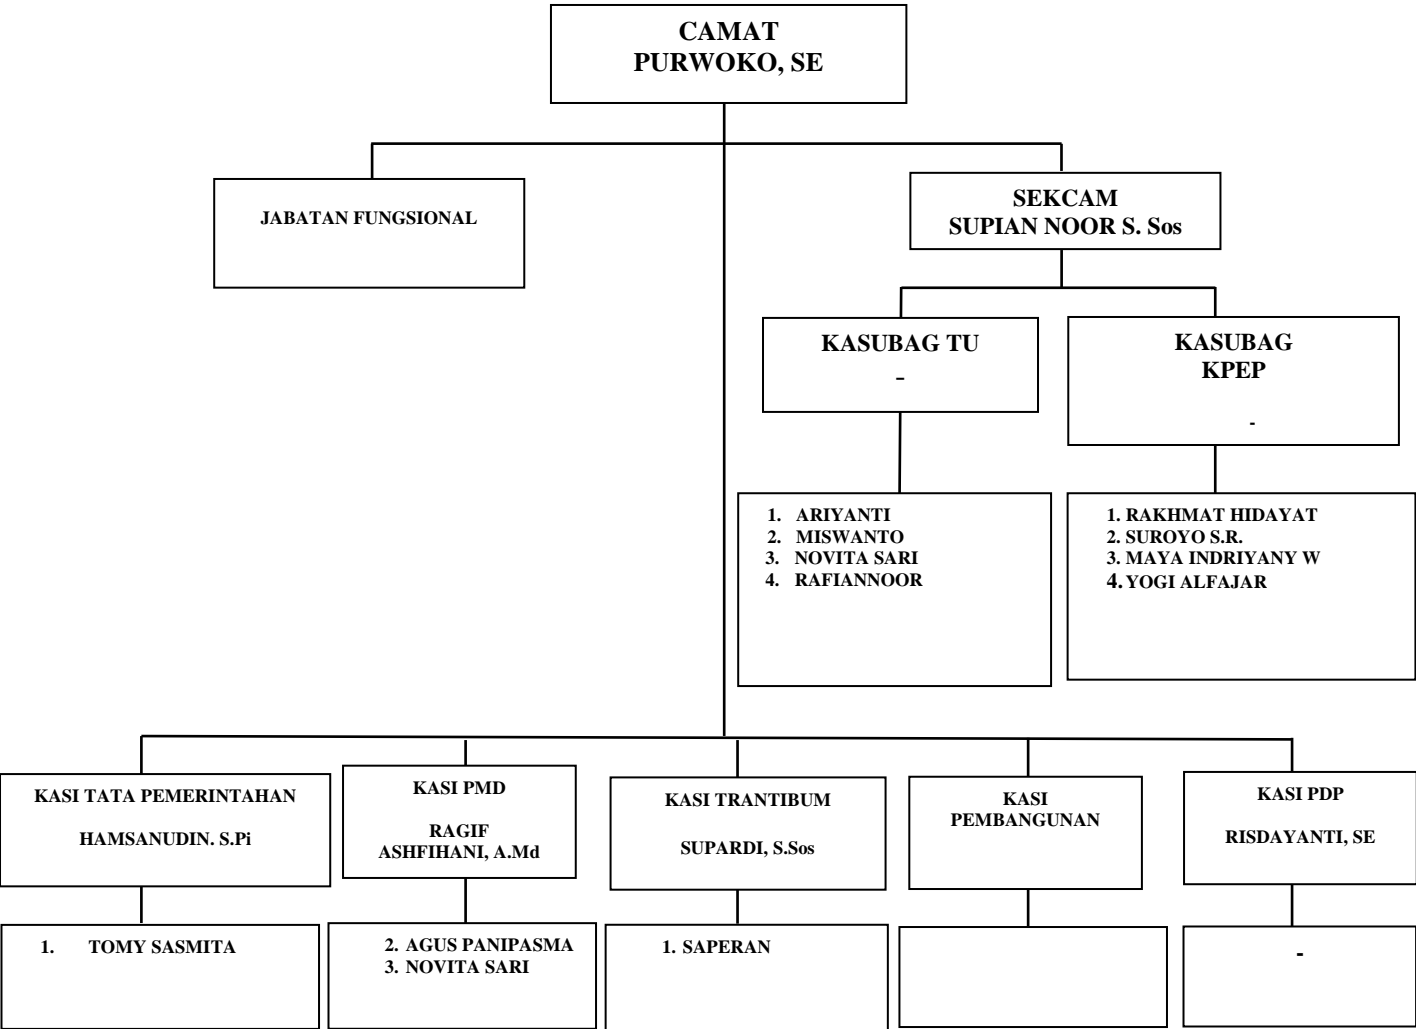 CAMAT
PURWOKO, SE
JABATAN FUNGSIONAL
SEKCAM
SUPIAN NOOR S. Sos
KASUBAG TU
-
KASUBAG
KPEP
-
1. ARIYANTI
2. MISWANTO
3. NOVITA SARI
4. RAFIANNOOR
1. RAKHMAT HIDAYAT
2. SUROYO S.R.
3. MAYA INDRIYANY W
4. YOGI ALFAJAR
KASI TATA PEMERINTAHAN
HAMSANUDIN. S.Pi
KASI PMD
RAGIF
ASHFIHANI, A.Md
KASI TRANTIBUM
SUPARDI, S.Sos
KASI
PEMBANGUNAN
KASI PDP
RISDAYANTI, SE
1. TOMY SASMITA
2. AGUS PANIPASMA
3. NOVITA SARI
1. SAPERAN
-